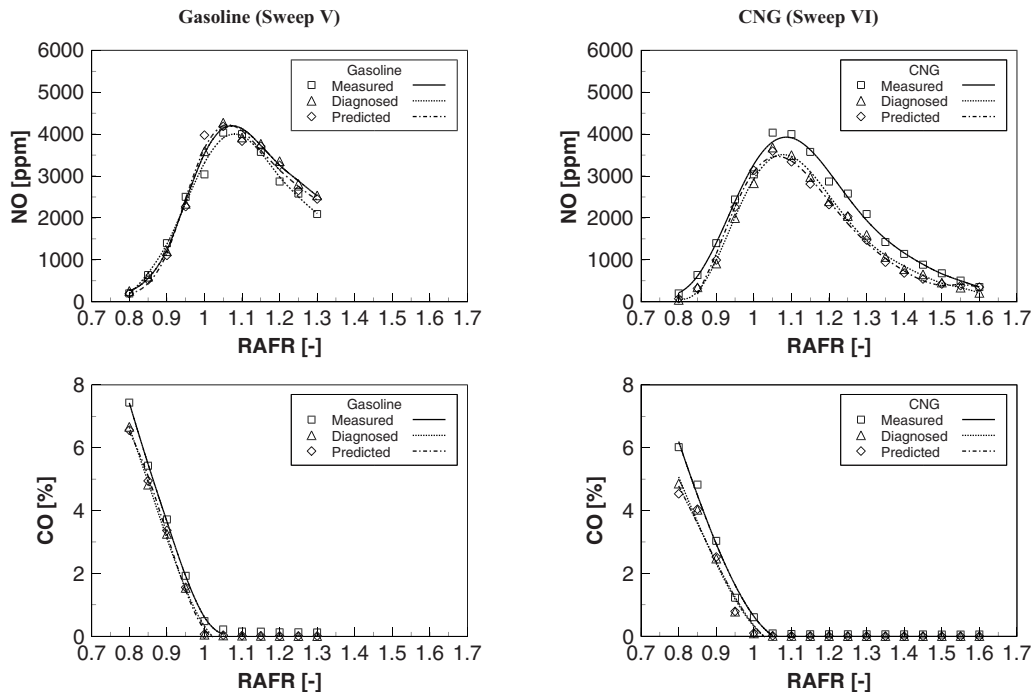 Gasoline (Sweep V)
CNG (Sweep VI)
NO [ppm]
6000
5000
4000
3000
2000
1000
0
0.7 0.8 0.9 1 1.1 1.2 1.3 1.4 1.5 1.6 1.7
RAFR [-]
Gasoline
Measured
Diagnosed
Predicted
NO [ppm]
6000
5000
4000
3000
2000
1000
0
0.7 0.8 0.9 1 1.1 1.2 1.3 1.4 1.5 1.6 1.7
RAFR [-]
CNG
Measured
Diagnosed
Predicted
CO [%]
8
6
4
2
0
0.7 0.8 0.9 1 1.1 1.2 1.3 1.4 1.5 1.6 1.7
RAFR [-]
Gasoline
Measured
Diagnosed
Predicted
CO [%]
8
6
4
2
0
0.7 0.8 0.9 1 1.1 1.2 1.3 1.4 1.5 1.6 1.7
RAFR [-]
CNG
Measured
Diagnosed
Predicted